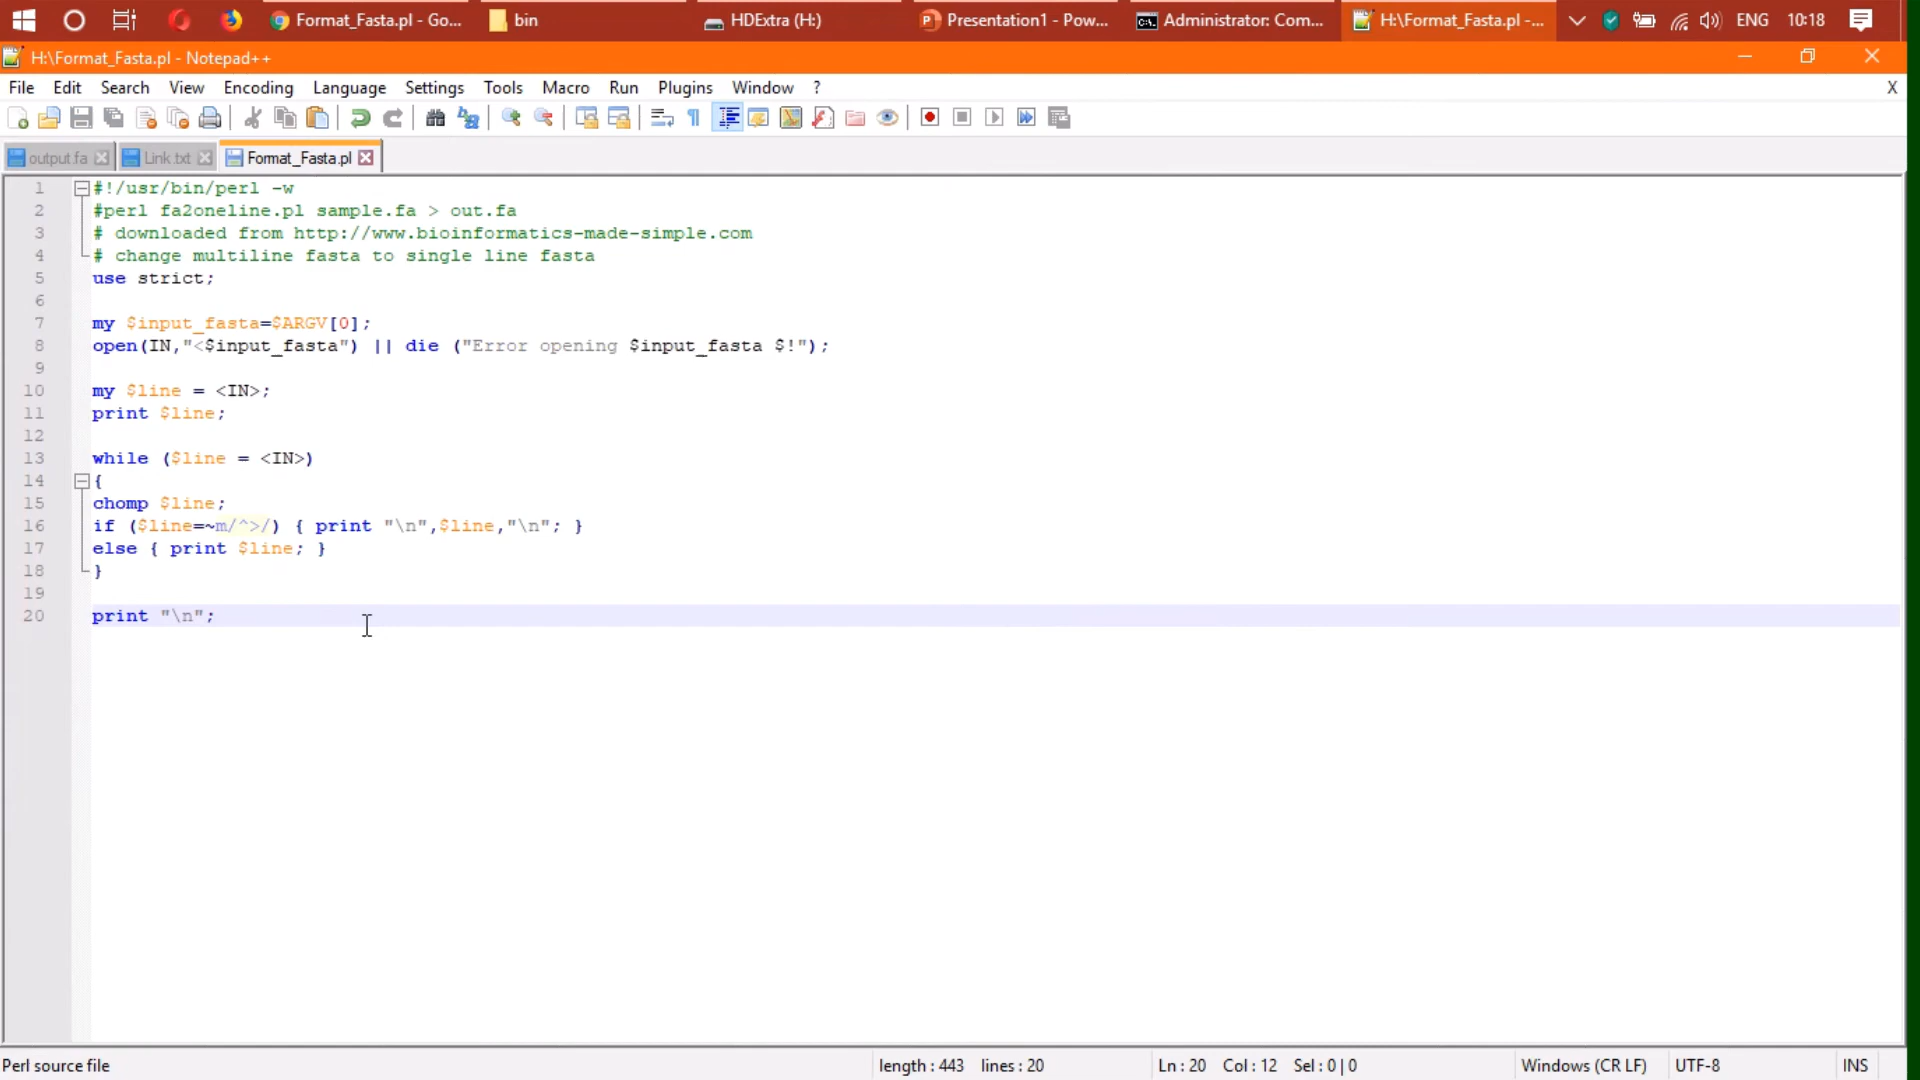 Format_Fasta.pl - Go... bin HDExtra (H:) Presentation1 - Pow... Administrator: Com... H:\Format_Fasta.pl -... ENG 10:18
H:\Format_Fasta.pl - Notepad++
File Edit Search View Encoding Language Settings Tools Macro Run Plugins Window ? X
output.fa Link.txt Format_Fasta.pl
1 #!/usr/bin/perl -w
2 #perl fa2oneline.pl sample.fa > out.fa
3 # downloaded from http://www.bioinformatics-made-simple.com
4 # change multiline fasta to single line fasta
5 use strict;
6
7 my $input_fasta=$ARGV[0];
8 open(IN,"<$input_fasta") || die ("Error opening $input_fasta $!");
9
10 my $line = <IN>;
11 print $line;
12
13 while ($line = <IN>)
14 {
15 chomp $line;
16 if ($line=~m/^>/) { print "\n",$line,"\n"; }
17 else { print $line; }
18 }
19
20 print "\n";
Perl source file length : 443 lines : 20 Ln : 20 Col : 12 Sel : 0 | 0 Windows (CR LF) UTF-8 INS